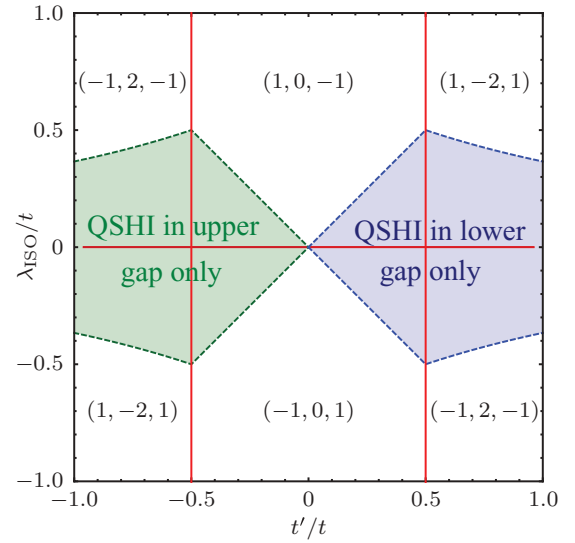 1.0
(−1, 2, −1) (1, 0, −1) (1, −2, 1)
0.5
QSHI in upper gap only
QSHI in lower gap only
λISO/t
0
−0.5
(1, −2, 1) (−1, 0, 1) (−1, 2, −1)
−1.0
−1.0 −0.5 0 0.5 1.0
t′/t